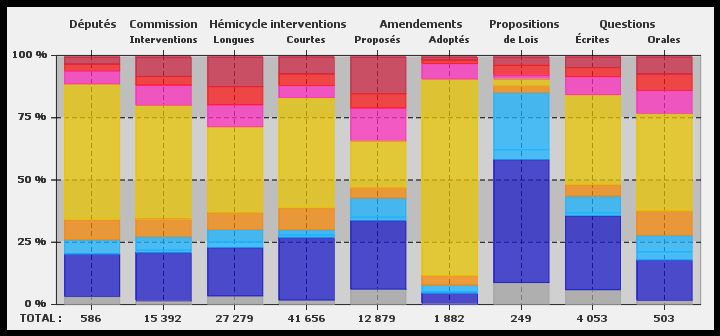 Députés Commission Hémicycle interventions Amendements Propositions Questions
Interventions Longues Courtes Proposés Adoptés de Lois Écrites Orales
100 %
75 %
50 %
25 %
0 %
TOTAL : 586 15 392 27 279 41 656 12 879 1 882 249 4 053 503